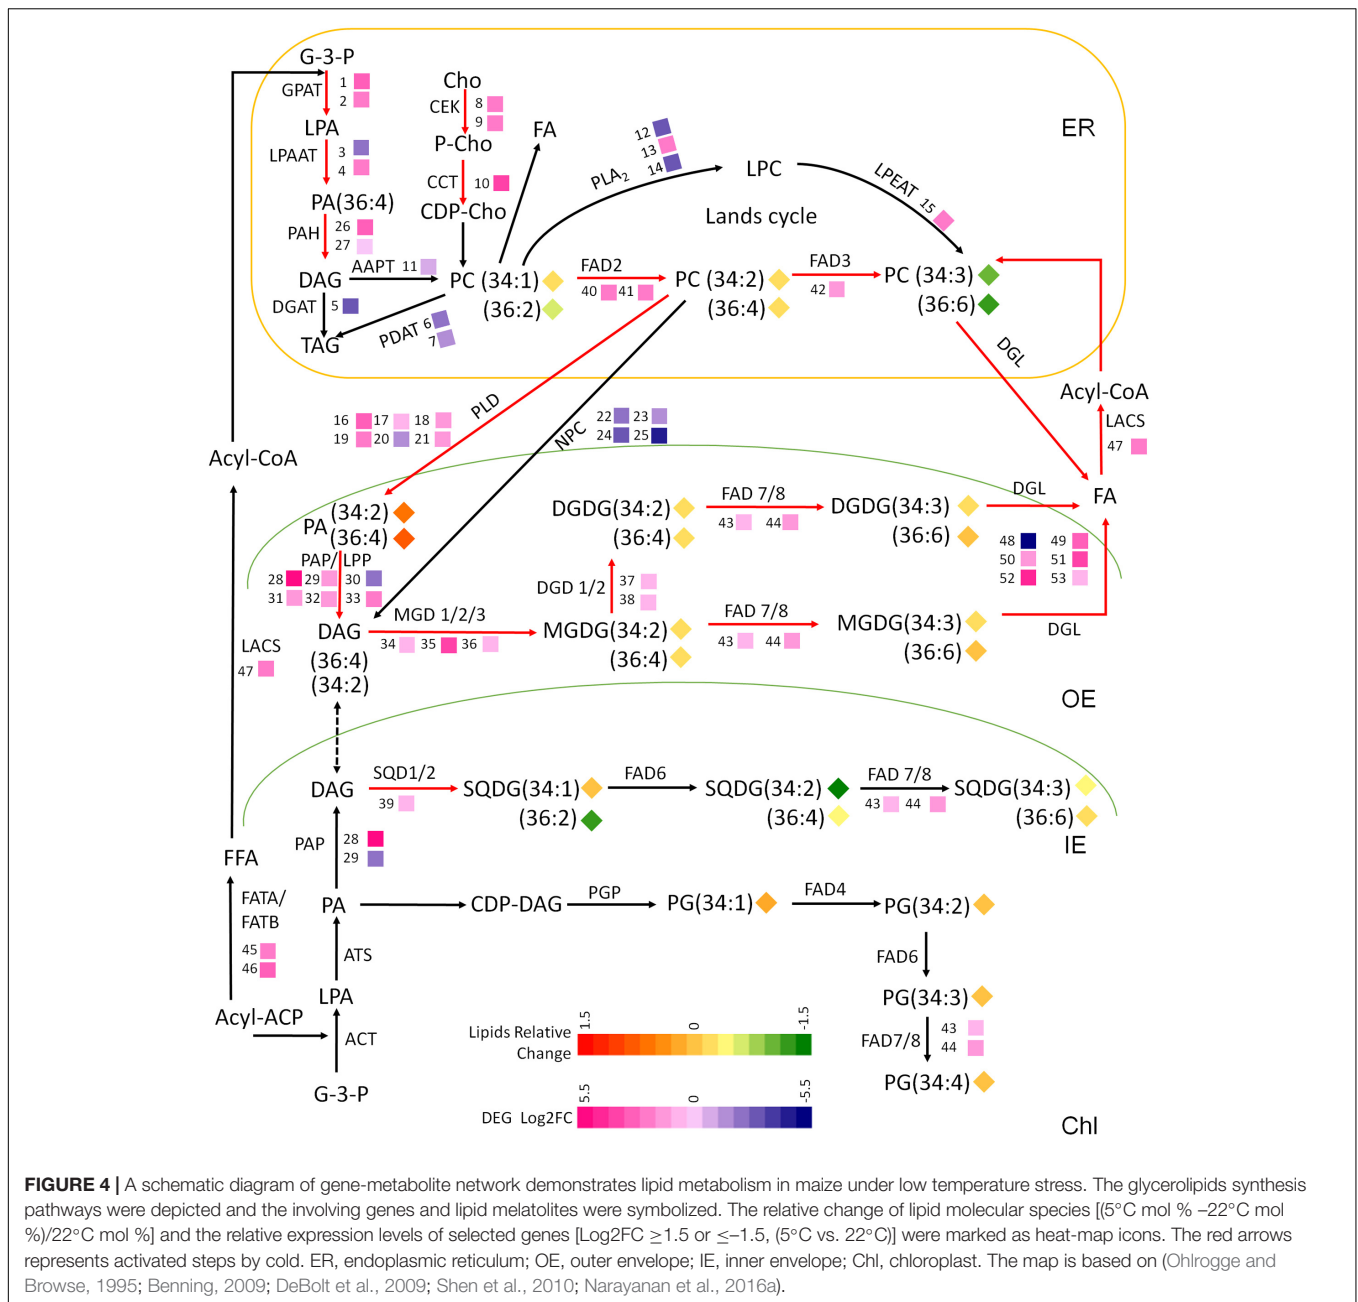 G-3-P
GPAT
1
2
LPA
LPAAT
3
4
PA(36:4)
PAH
26
27
DAG
AAPT 11
DGAT 5
TAG
PDAT 6
7
Cho
CEK
8
9
P-Cho
CCT
10
CDP-Cho
FA
PLA2
12
13
14
LPC
LPEAT 15
ER
Lands cycle
PC (34:1)
(36:2)
FAD2
40 41
PC (34:2)
(36:4)
FAD3
42
PC (34:3)
(36:6)
DGL
Acyl-CoA
LACS
47
FA
PLD
16 17 18
19 20 21
NPC
22 23
24 25
Acyl-CoA
PA (34:2)
(36:4)
PAP/ LPP
28 29 30
31 32 33
DAG
(36:4)
(34:2)
MGD 1/2/3
34 35 36
DGDG(34:2)
(36:4)
FAD 7/8
43 44
DGDG(34:3)
(36:6)
DGL
48 49
50 51
52 53
DGD 1/2
37
38
MGDG(34:2)
(36:4)
FAD 7/8
43 44
MGDG(34:3)
(36:6)
DGL
LACS
47
OE
DAG
SQD1/2
39
SQDG(34:1)
(36:2)
FAD6
SQDG(34:2)
(36:4)
FAD 7/8
43 44
SQDG(34:3)
(36:6)
IE
PAP
28
29
FFA
FATA/
FATB
45
46
PA
CDP-DAG
PGP
PG(34:1)
FAD4
PG(34:2)
FAD6
PG(34:3)
FAD7/8
43
44
PG(34:4)
ATS
LPA
Acyl-ACP
ACT
G-3-P
Lipids Relative
Change
1.5 0 -1.5
DEG Log2FC
5.5 0 -5.5
Chl
FIGURE 4 | A schematic diagram of gene-metabolite network demonstrates lipid metabolism in maize under low temperature stress. The glycerolipids synthesis
pathways were depicted and the involving genes and lipid melatolites were symbolized. The relative change of lipid molecular species [(5°C mol % –22°C mol
%)/22°C mol %] and the relative expression levels of selected genes [Log2FC ≥1.5 or ≤−1.5, (5°C vs. 22°C)] were marked as heat-map icons. The red arrows
represents activated steps by cold. ER, endoplasmic reticulum; OE, outer envelope; IE, inner envelope; Chl, chloroplast. The map is based on (Ohlrogge and
Browse, 1995; Benning, 2009; DeBolt et al., 2009; Shen et al., 2010; Narayanan et al., 2016a).